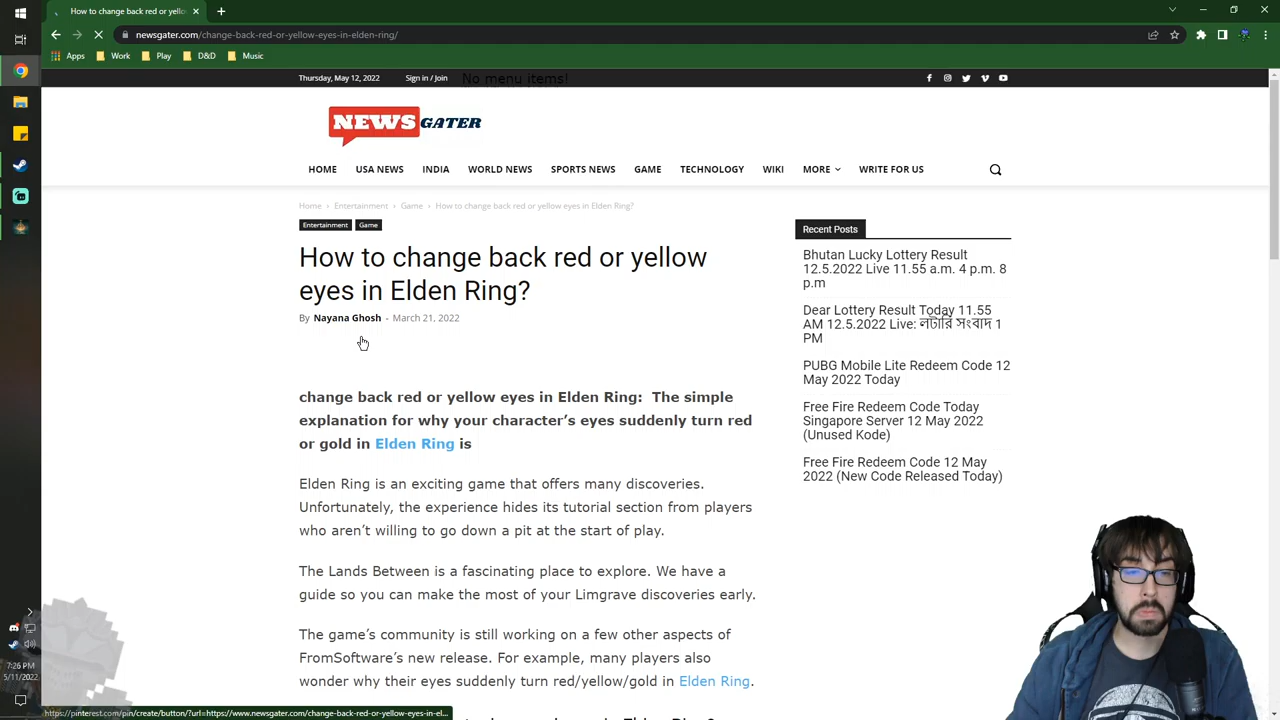 How to change back red or yello
newsgater.com/change-back-red-or-yellow-eyes-in-elden-ring/
Apps
Work
Play
D&D
Music
Thursday, May 12, 2022
Sign in / Join
No menu items!
NEWS GATER
HOME
USA NEWS
INDIA
WORLD NEWS
SPORTS NEWS
GAME
TECHNOLOGY
WIKI
MORE
WRITE FOR US
Home › Entertainment › Game › How to change back red or yellow eyes in Elden Ring?
Entertainment
Game
How to change back red or yellow
eyes in Elden Ring?
By Nayana Ghosh - March 21, 2022
change back red or yellow eyes in Elden Ring: The simple
explanation for why your character’s eyes suddenly turn red
or gold in Elden Ring is
Elden Ring is an exciting game that offers many discoveries.
Unfortunately, the experience hides its tutorial section from players
who aren’t willing to go down a pit at the start of play.
The Lands Between is a fascinating place to explore. We have a
guide so you can make the most of your Limgrave discoveries early.
The game’s community is still working on a few other aspects of
FromSoftware’s new release. For example, many players also
wonder why their eyes suddenly turn red/yellow/gold in Elden Ring.
Recent Posts
Bhutan Lucky Lottery Result
12.5.2022 Live 11.55 a.m. 4 p.m. 8
p.m
Dear Lottery Result Today 11.55
AM 12.5.2022 Live: লটারি সংবাদ 1
PM
PUBG Mobile Lite Redeem Code 12
May 2022 Today
Free Fire Redeem Code Today
Singapore Server 12 May 2022
(Unused Kode)
Free Fire Redeem Code 12 May
2022 (New Code Released Today)
7:26 PM
5/11/2022
https://pinterest.com/pin/create/button/?url=https://www.newsgater.com/change-back-red-or-yellow-eyes-in-el...